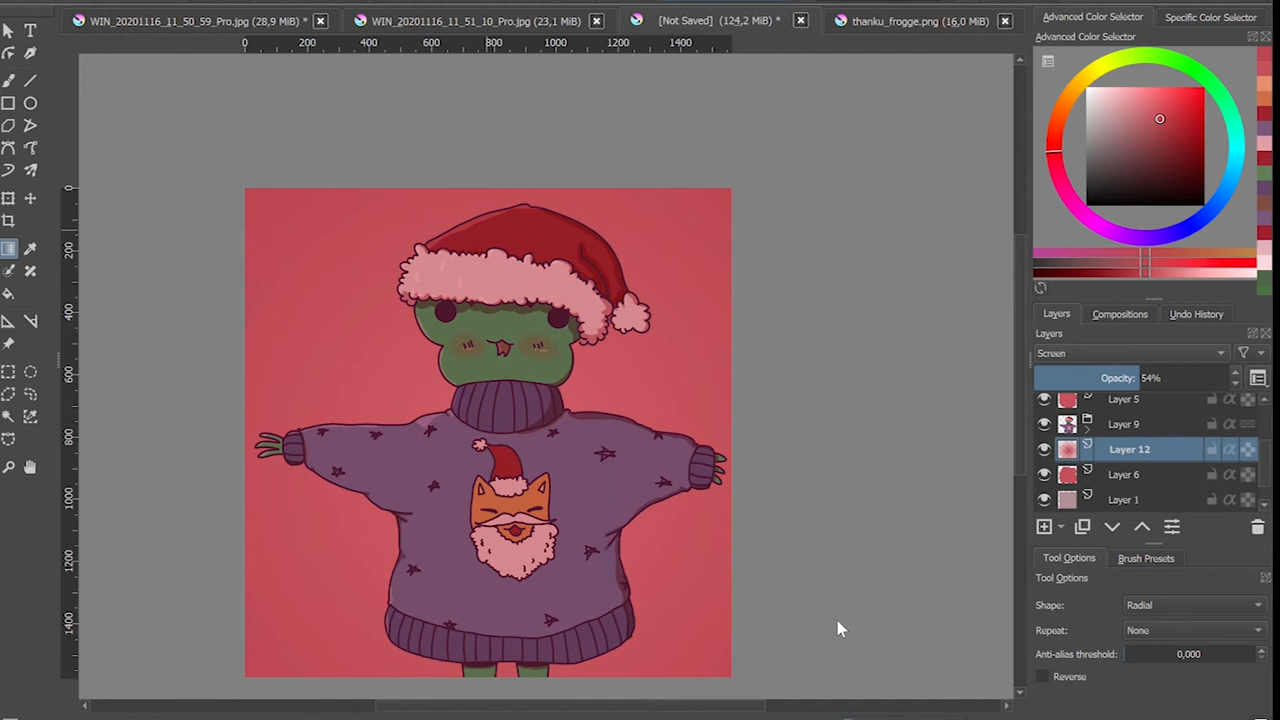 WIN_20201116_11_50_59_Pro.jpg (28,9 MiB) *
WIN_20201116_11_51_10_Pro.jpg (23,1 MiB)
[Not Saved] (124,2 MiB) *
thanku_frogge.png (16,0 MiB)
Advanced Color Selector
Specific Color Selector
Advanced Color Selector
0 200 400 600 800 1000 1200 1400
0
200
400
600
800
1000
1200
1400
Layers
Compositions
Undo History
Layers
Screen
Opacity: 54%
Layer 5
Layer 9
Layer 12
Layer 6
Layer 1
Tool Options
Brush Presets
Tool Options
Shape: Radial
Repeat: None
Anti-alias threshold: 0,000
Reverse